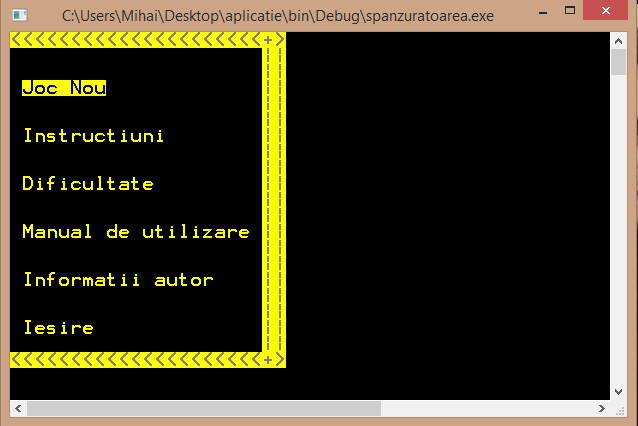 C:\Users\Mihai\Desktop\aplicatie\bin\Debug\spanzuratoarea.exe
<<<<<<<<<<<<<<<<<<<<<+>
Joc Nou
Instructiuni
Dificultate
Manual de utilizare
Informatii autor
Iesire
<<<<<<<<<<<<<<<<<<<<<+>